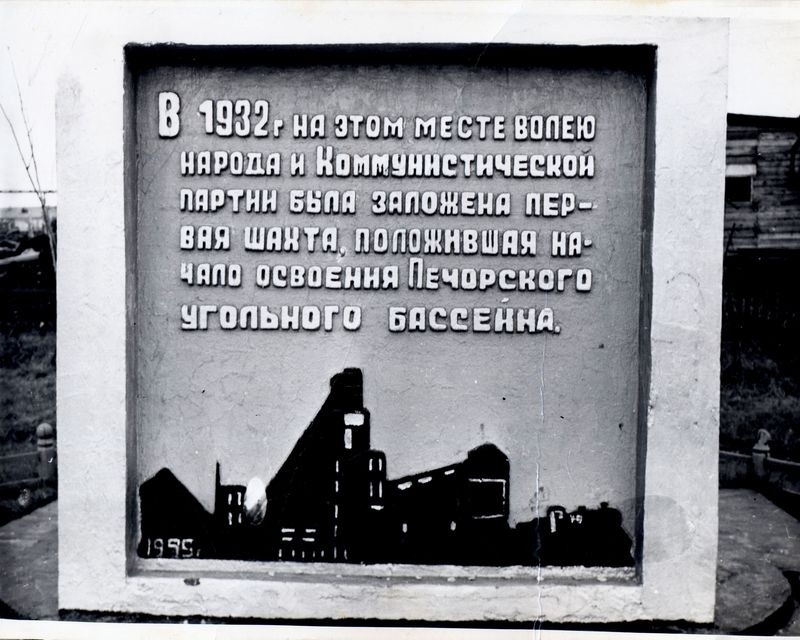 В 1932г на этом месте волею
народа и Коммунистической
партии была заложена пер-
вая шахта, положившая на-
чало освоения Печорского
угольного бассейна.